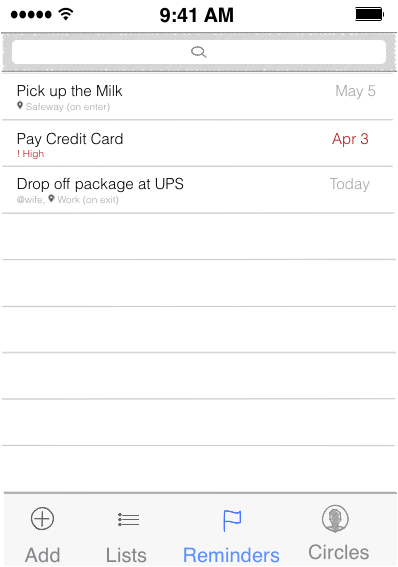 9:41 AM
Pick up the Milk May 5
Safeway (on enter)
Pay Credit Card Apr 3
! High
Drop off package at UPS Today
@wife, Work (on exit)
Add Lists Reminders Circles